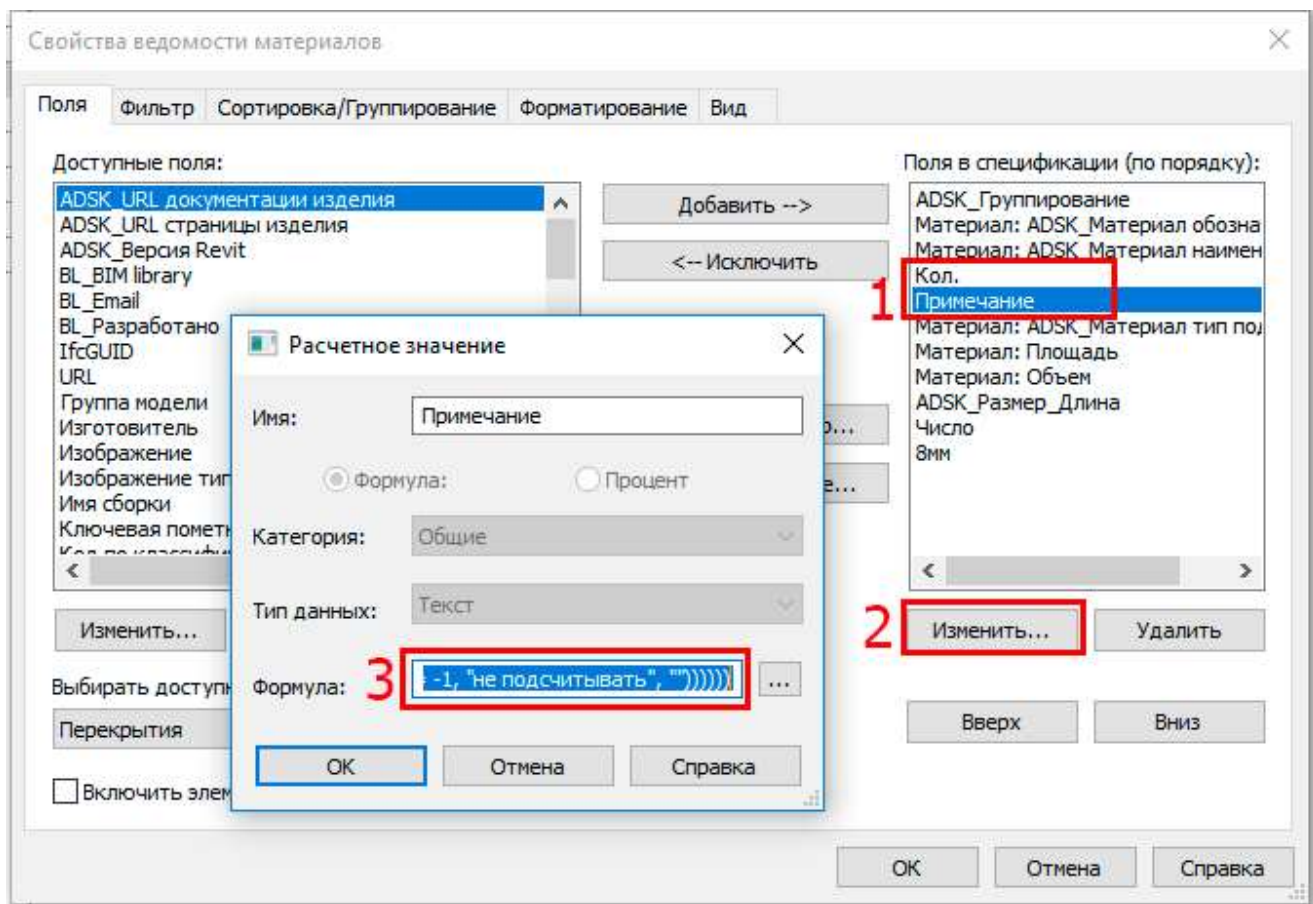 Свойства ведомости материалов
Поля Фильтр Сортировка/Группирование Форматирование Вид
Доступные поля:
ADSK_URL документации изделия
ADSK_URL страницы изделия
ADSK_Версия Revit
BL_BIM library
BL_Email
BL_Разработано
IfcGUID
URL
Группа модели
Изготовитель
Изображение
Изображение тип
Имя сборки
Ключевая помет
Добавить -->
<-- Исключить
Поля в спецификации (по порядку):
ADSK_Группирование
Материал: ADSK_Материал обозна
Материал: ADSK_Материал наимен
Кол.
1
Примечание
Материал: ADSK_Материал тип под
Материал: Площадь
Материал: Объем
ADSK_Размер_Длина
Число
8мм
Расчетное значение
Имя: Примечание
Формула: Процент
Категория: Общие
Тип данных: Текст
Формула: 3 = -1, "не подсчитывать", "")))))) ...
ОК Отмена Справка
Изменить...
2 Изменить... Удалить
Выбирать доступн
Перекрытия
Вверх Вниз
Включить элем
ОК Отмена Справка